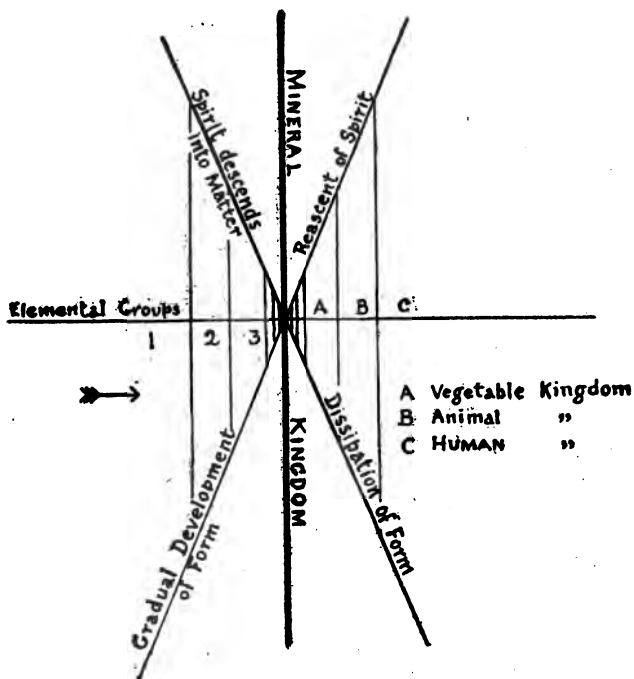 MINERAL
KINGDOM
Spirit descends
into Matter
Reascent of Spirit
Elemental Groups
1
2
3
A
B
C
A Vegetable Kingdom
B Animal "
C HUMAN "
Gradual Development
of Form
Dissipation of Form